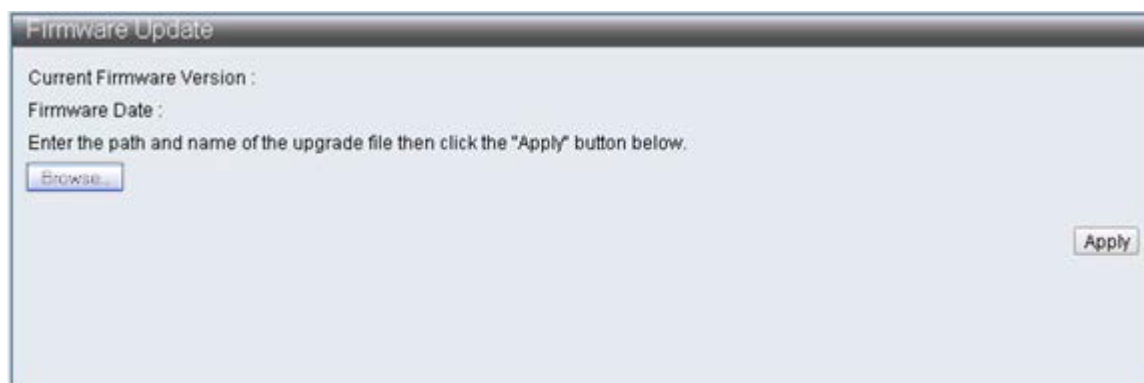 Firmware Update
Current Firmware Version :
Firmware Date :
Enter the path and name of the upgrade file then click the "Apply" button below.
Browse..
Apply